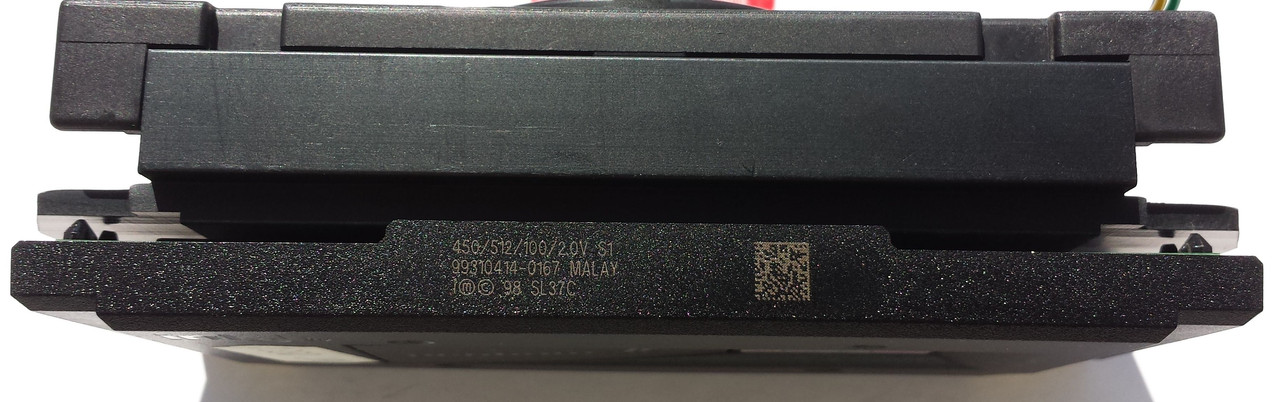 450/512/100/2.0V S1
99310414-0167 MALAY
i ⓜ © '98 SL37C